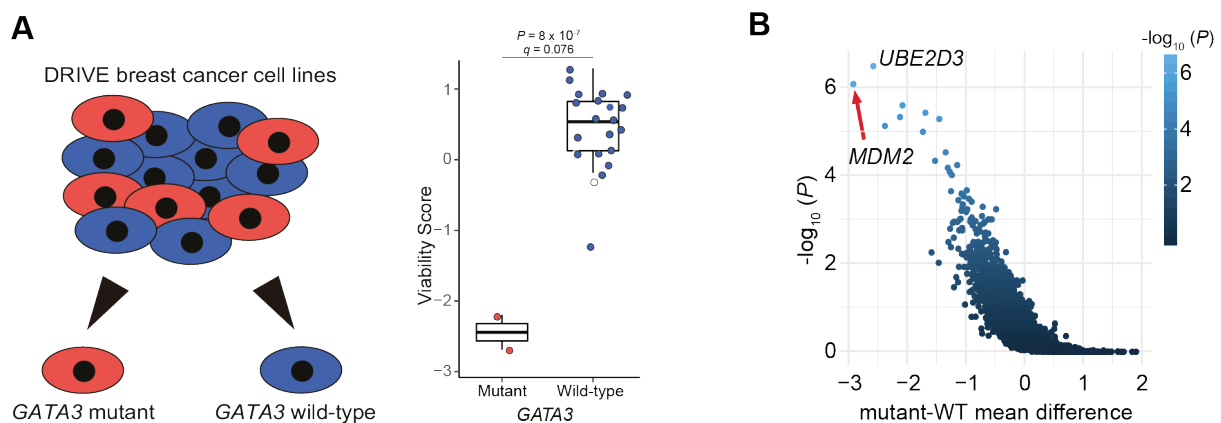 A
DRIVE breast cancer cell lines
GATA3 mutant
GATA3 wild-type
P = 8 x 10-7
q = 0.076
Viability Score
1
0
−1
−2
−3
Mutant
Wild-type
GATA3
B
-log10 (P)
6
4
2
UBE2D3
MDM2
-log10 (P)
6
4
2
0
−3
−2
−1
0
1
2
mutant-WT mean difference